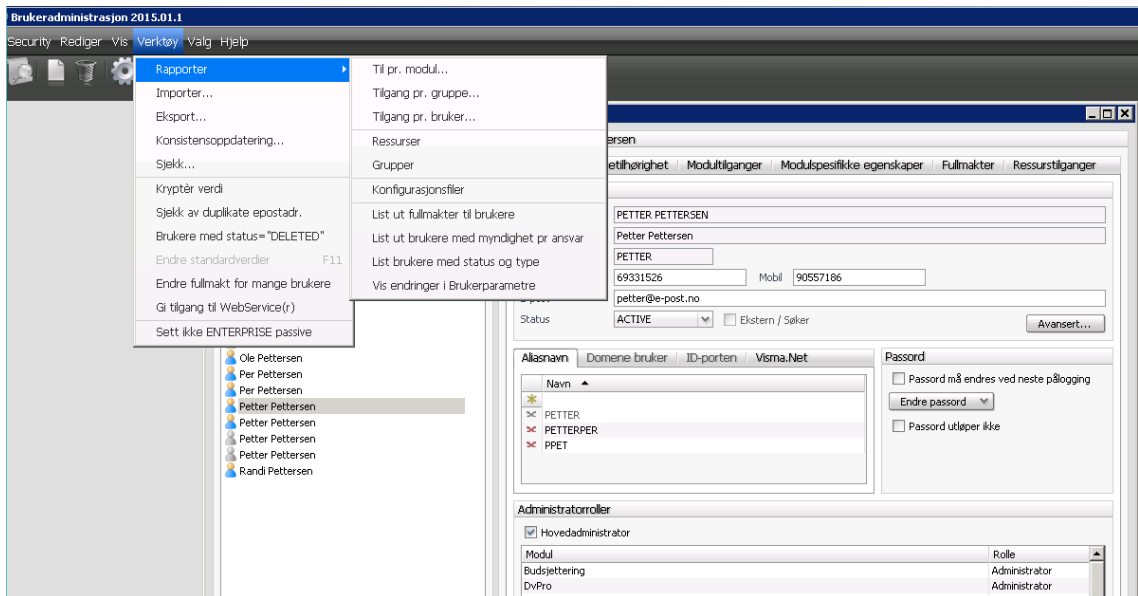 Brukeradministrasjon 2015.01.1
Security Rediger Vis Verktøy Valg Hjelp
Rapporter
Importer...
Eksport...
Konsistensoppdatering...
Sjekk...
Kryptèr verdi
Sjekk av duplikate epostadr.
Brukere med status="DELETED"
Endre standardverdier F11
Endre fullmakt for mange brukere
Gi tilgang til WebService(r)
Sett ikke ENTERPRISE passive
Til pr. modul...
Tilgang pr. gruppe...
Tilgang pr. bruker...
Ressurser
Grupper
Konfigurasjonsfiler
List ut fullmakter til brukere
List ut brukere med myndighet pr ansvar
List brukere med status og type
Vis endringer i Brukerparametre
Ole Pettersen
Per Pettersen
Per Pettersen
Petter Pettersen
Petter Pettersen
Petter Pettersen
Petter Pettersen
Randi Pettersen
ersen
etilhørighet Modultilganger Modulspesifikke egenskaper Fullmakter Ressurstilganger
PETTER PETTERSEN
Petter Pettersen
PETTER
69331526 Mobil 90557186
petter@e-post.no
Status ACTIVE Ekstern / Søker
Avansert...
Aliasnavn Domene bruker ID-porten Visma.Net
Navn
PETTER
PETTERPER
PPET
Passord
Passord må endres ved neste pålogging
Endre passord
Passord utløper ikke
Administratorroller
Hovedadministrator
Modul Rolle
Budsjettering Administrator
DvPro Administrator